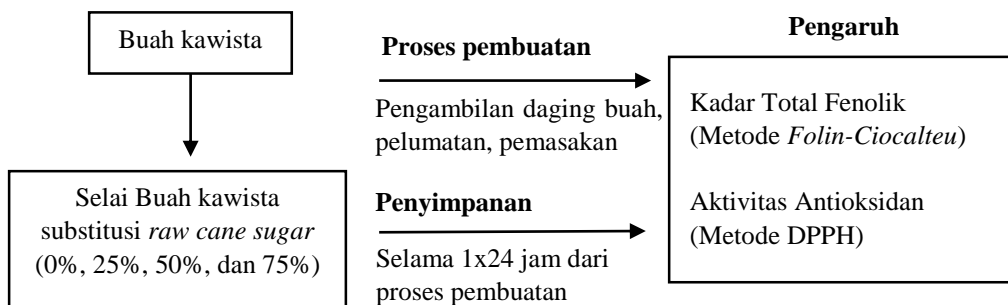 Buah kawista
Selai Buah kawista
substitusi raw cane sugar
(0%, 25%, 50%, dan 75%)
Proses pembuatan
Pengambilan daging buah,
pelumatan, pemasakan
Penyimpanan
Selama 1x24 jam dari
proses pembuatan
Pengaruh
Kadar Total Fenolik
(Metode Folin-Ciocalteu)
Aktivitas Antioksidan
(Metode DPPH)